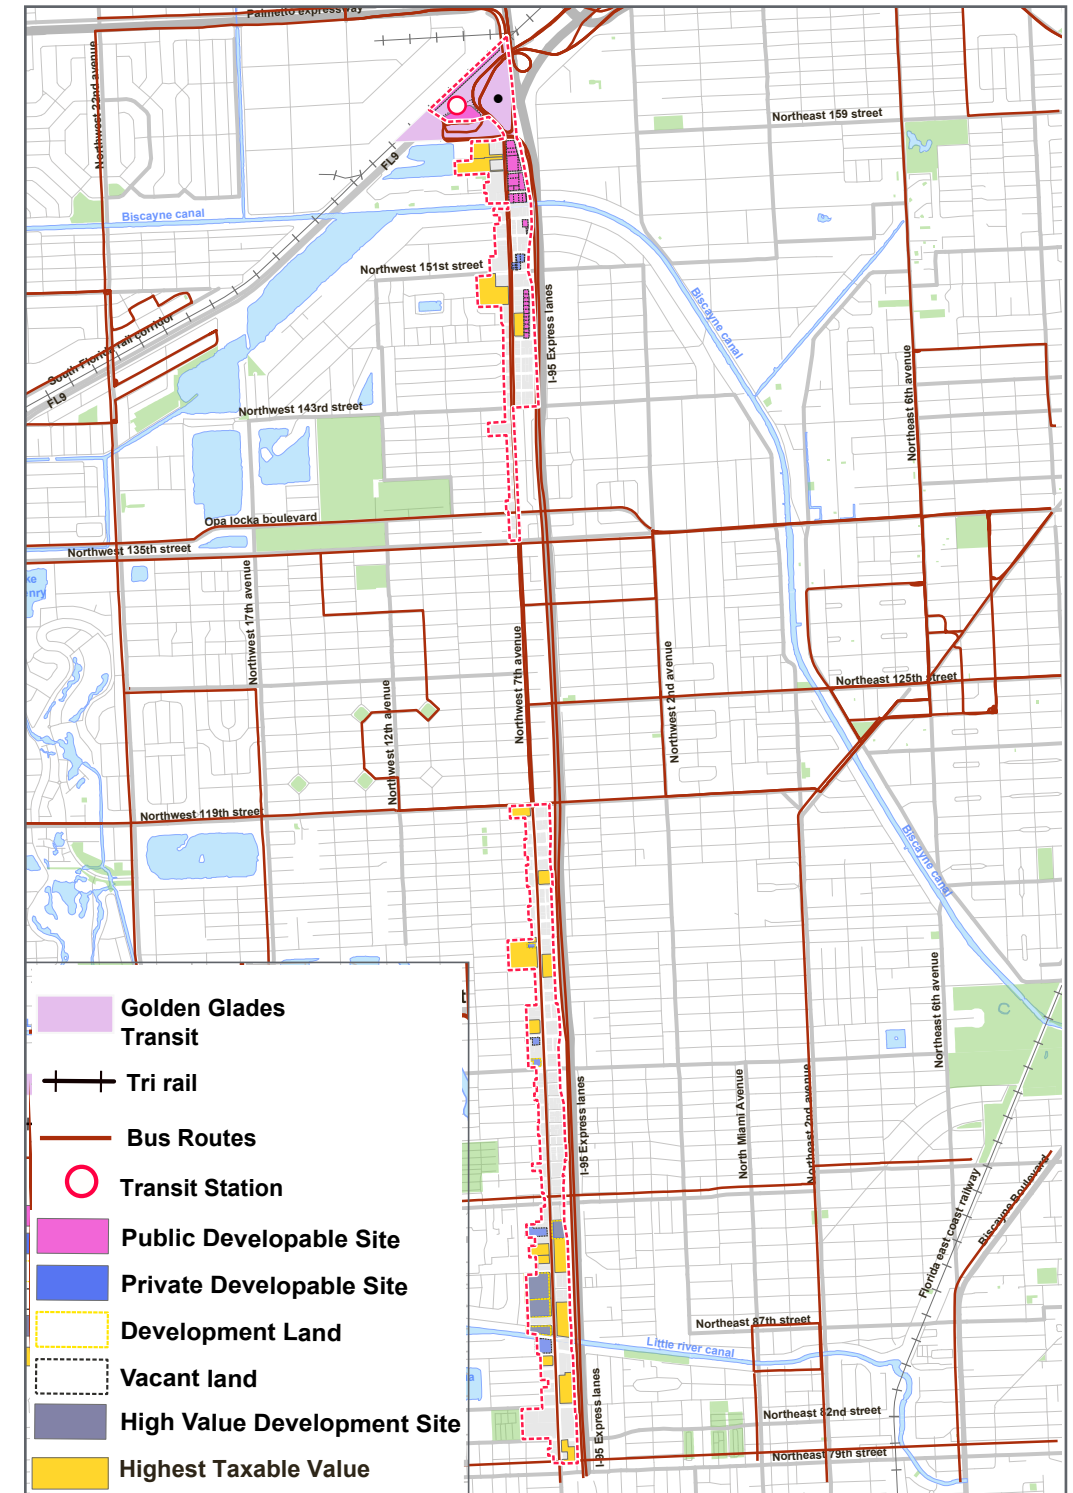 Palmetto expressway
Northwest 22nd avenue
Northeast 159 street
FL9
Biscayne canal
Northwest 151st street
Biscayne canal
I-95 Express lanes
South Florida rail corridor
FL9
Northeast 6th avenue
Northwest 143rd street
Opa locka boulevard
Northwest 135th street
Northwest 17th avenue
Northwest 7th avenue
Northwest 2nd avenue
Northwest 12th avenue
Northeast 125th street
Northwest 119th street
Biscayne canal
Northeast 6th avenue
North Miami Avenue
Northeast 2nd avenue
I-95 Express lanes
Florida east coast railway
Biscayne Boulevard
Northeast 87th street
Little river canal
I-95 Express lanes
Northeast 82nd street
Northeast 79th street
Golden Glades
Transit
Tri rail
Bus Routes
Transit Station
Public Developable Site
Private Developable Site
Development Land
Vacant land
High Value Development Site
Highest Taxable Value